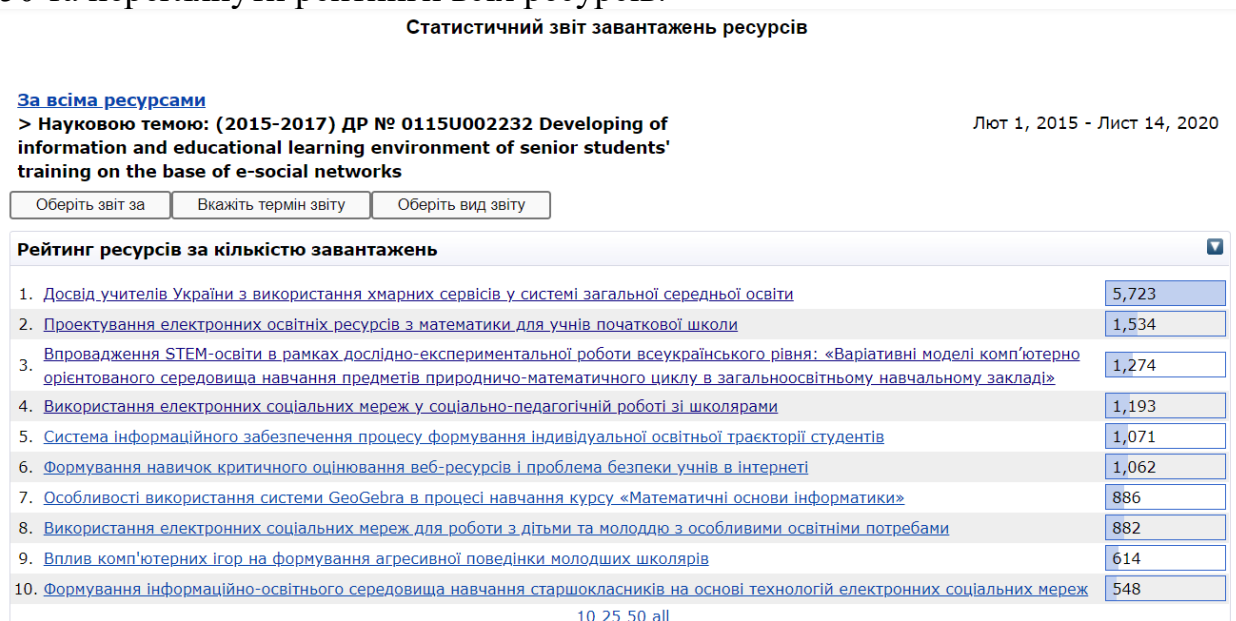 Статистичний звіт завантажень ресурсів
За всіма ресурсами
> Науковою темою: (2015-2017) ДР № 0115U002232 Developing of
information and educational learning environment of senior students'
training on the base of e-social networks
Лют 1, 2015 - Лист 14, 2020
Оберіть звіт за Вкажіть термін звіту Оберіть вид звіту
Рейтинг ресурсів за кількістю завантажень
1. Досвід учителів України з використання хмарних сервісів у системі загальної середньої освіти 5,723
2. Проектування електронних освітніх ресурсів з математики для учнів початкової школи 1,534
3. Впровадження STEM-освіти в рамках дослідно-експериментальної роботи всеукраїнського рівня: «Варіативні моделі комп’ютерно
орієнтованого середовища навчання предметів природничо-математичного циклу в загальноосвітньому навчальному закладі» 1,274
4. Використання електронних соціальних мереж у соціально-педагогічній роботі зі школярами 1,193
5. Система інформаційного забезпечення процесу формування індивідуальної освітньої траєкторії студентів 1,071
6. Формування навичок критичного оцінювання веб-ресурсів і проблема безпеки учнів в інтернеті 1,062
7. Особливості використання системи GeoGebra в процесі навчання курсу «Математичні основи інформатики» 886
8. Використання електронних соціальних мереж для роботи з дітьми та молоддю з особливими освітніми потребами 882
9. Вплив комп'ютерних ігор на формування агресивної поведінки молодших школярів 614
10. Формування інформаційно-освітнього середовища навчання старшокласників на основі технологій електронних соціальних мереж 548
10 25 50 all